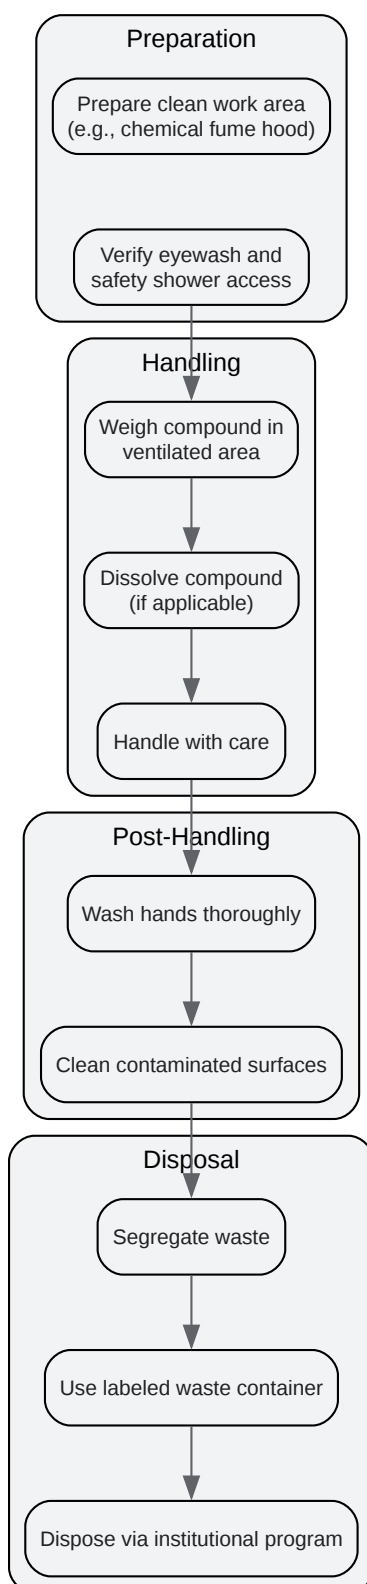 Preparation
Prepare clean work area
(e.g., chemical fume hood)
Verify eyewash and
safety shower access
Handling
Weigh compound in
ventilated area
Dissolve compound
(if applicable)
Handle with care
Post-Handling
Wash hands thoroughly
Clean contaminated surfaces
Disposal
Segregate waste
Use labeled waste container
Dispose via institutional program